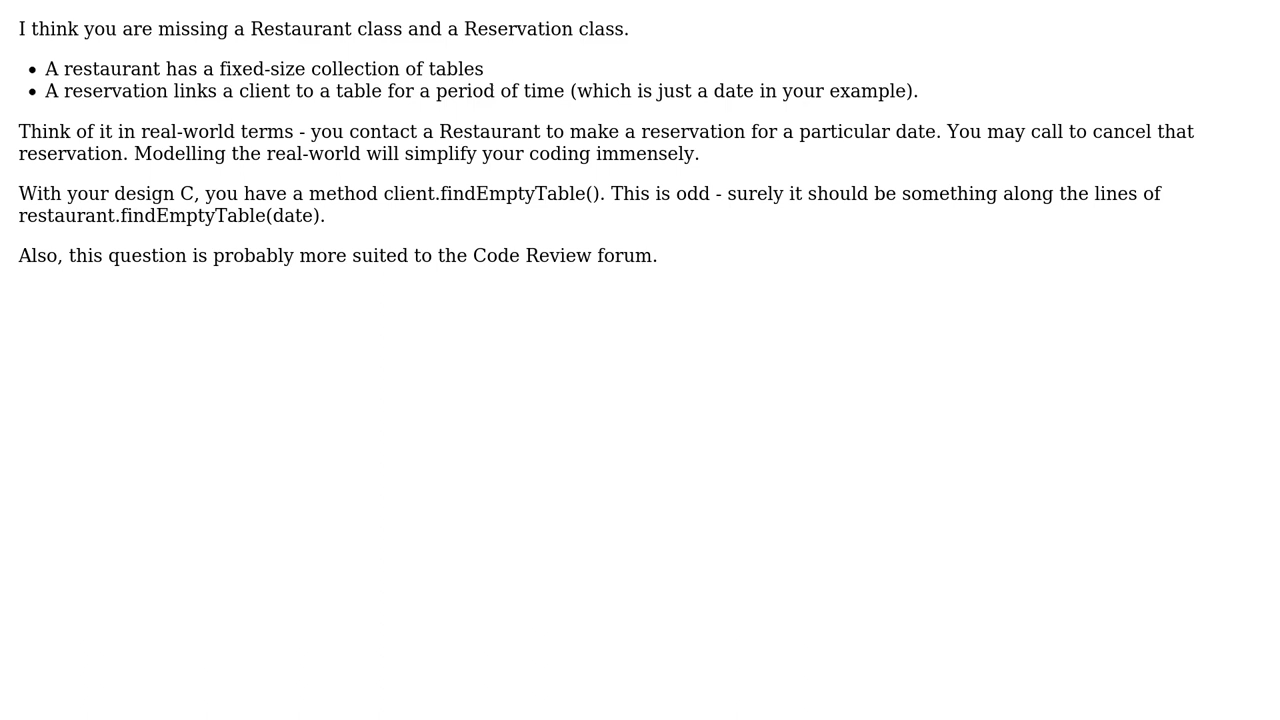 I think you are missing a Restaurant class and a Reservation class.
• A restaurant has a fixed-size collection of tables
• A reservation links a client to a table for a period of time (which is just a date in your example).
Think of it in real-world terms - you contact a Restaurant to make a reservation for a particular date. You may call to cancel that
reservation. Modelling the real-world will simplify your coding immensely.
With your design C, you have a method client.findEmptyTable(). This is odd - surely it should be something along the lines of
restaurant.findEmptyTable(date).
Also, this question is probably more suited to the Code Review forum.